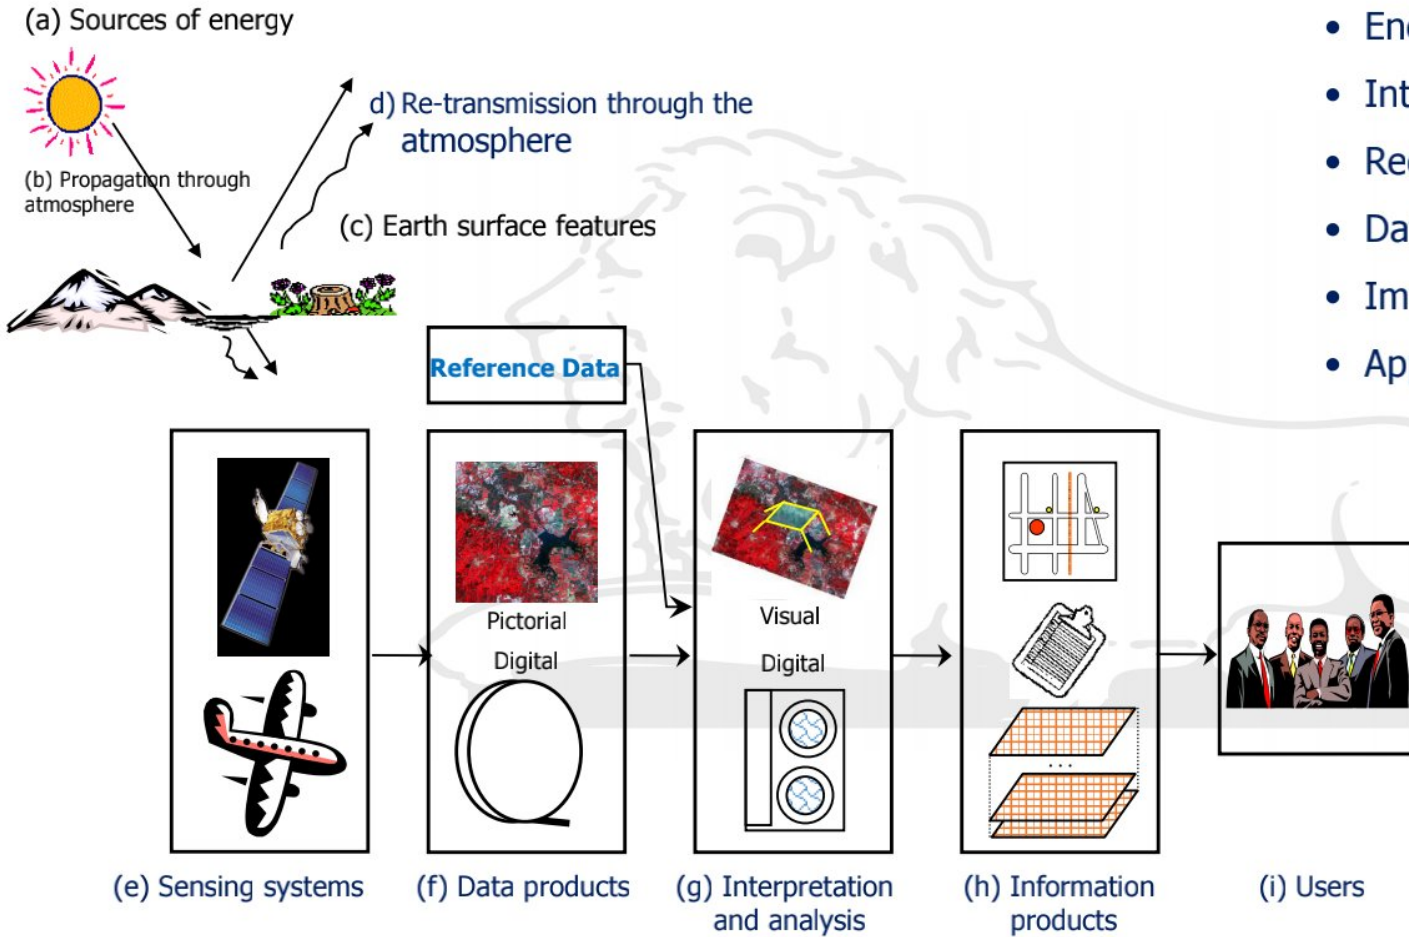 (a) Sources of energy
d) Re-transmission through the
atmosphere
(b) Propagation through
atmosphere
(c) Earth surface features
Reference Data
Pictorial
Digital
Visual
Digital
(e) Sensing systems
(f) Data products
(g) Interpretation
and analysis
(h) Information
products
(i) Users